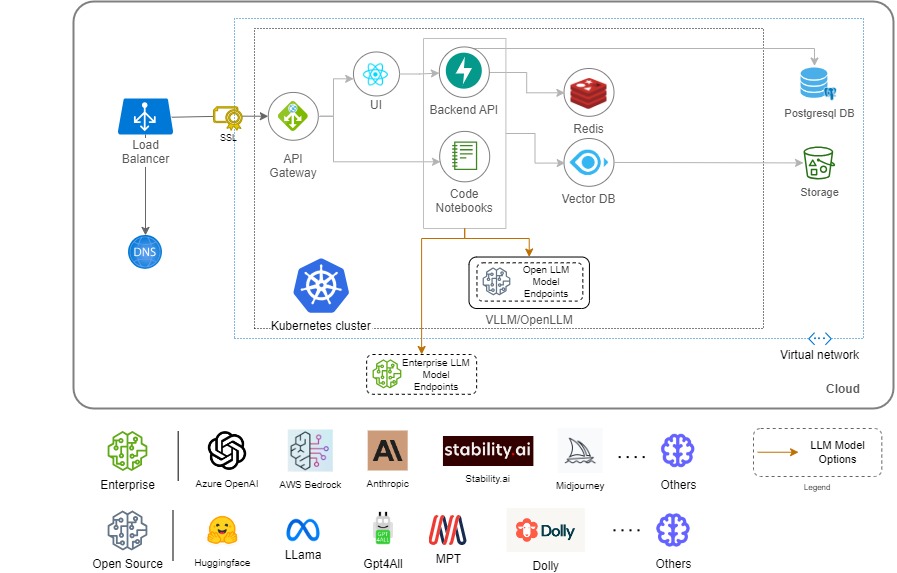 UI
Backend API
Redis
Postgresql DB
SSL
Load
Balancer
API
Gateway
Code
Notebooks
Vector DB
Storage
DNS
Open LLM
Model
Endpoints
VLLM/OpenLLM
Kubernetes cluster
Virtual network
Enterprise LLM
Model
Endpoints
Cloud
Enterprise
Azure OpenAI
AWS Bedrock
AI
Anthropic
stability.ai
Stability.ai
Midjourney
....
Others
LLM Model
Options
Legend
Open Source
Huggingface
LLama
GPT
4ALL
Gpt4All
MPT
Dolly
Dolly
....
Others